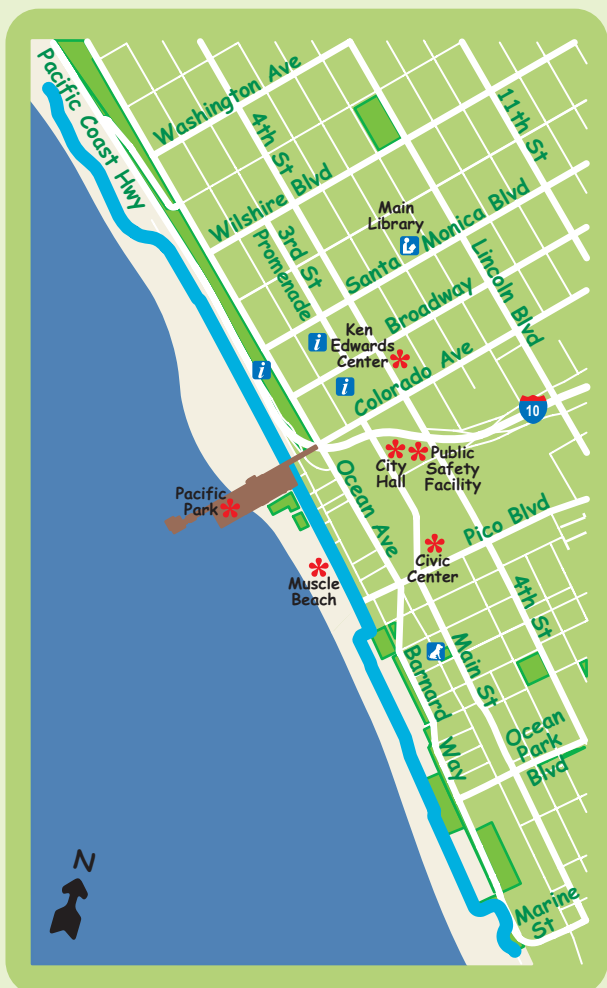 Pacific Coast Hwy
Washington Ave
4th St
11th St
Wilshire Blvd
Main
Library
Santa Monica Blvd
3rd St
Promenade
Lincoln Blvd
Broadway
Ken
Edwards
Center
i
i
i
Colorado Ave
10
City
Hall
Public
Safety
Facility
Ocean Ave
Pacific
Park
Pico Blvd
Civic
Center
Muscle
Beach
4th St
Main St
Barnard Way
Ocean
Park
Blvd
N
Marine
St